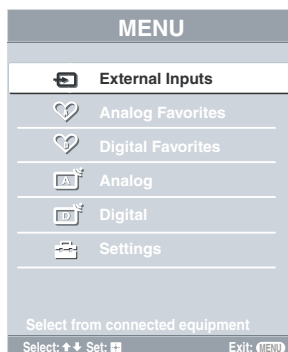 MENU
External Inputs
Analog Favorites
Digital Favorites
A Analog
D Digital
Settings
Select from connected equipment
Select: ↑↓ Set: + Exit: MENU